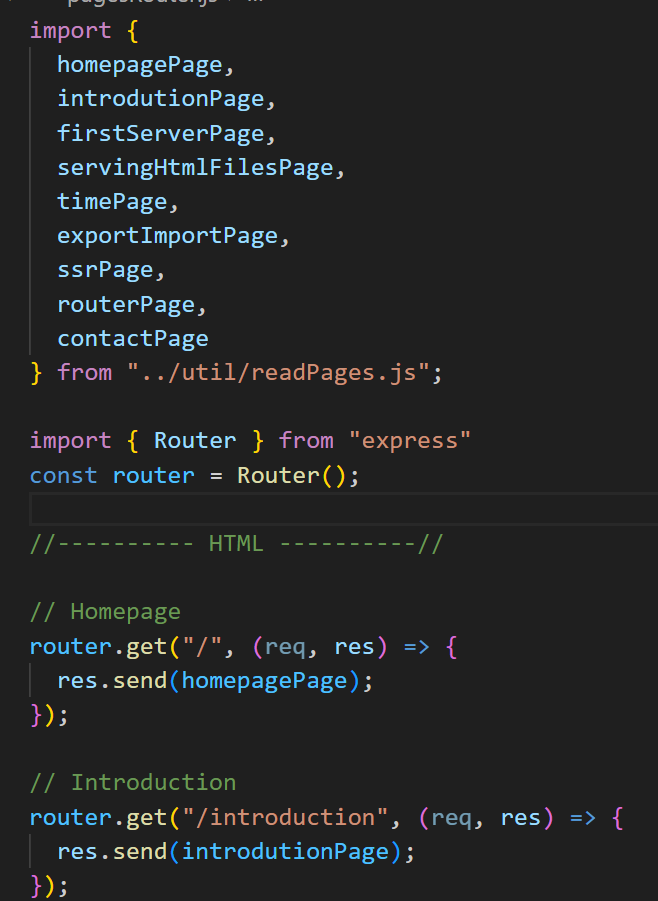 pagesRouter.js > ...
import {
  homepagePage,
  introdutionPage,
  firstServerPage,
  servingHtmlFilesPage,
  timePage,
  exportImportPage,
  ssrPage,
  routerPage,
  contactPage
} from "../util/readPages.js";
import { Router } from "express"
const router = Router();
//---------- HTML ----------//
// Homepage
router.get("/", (req, res) => {
  res.send(homepagePage);
});
// Introduction
router.get("/introduction", (req, res) => {
  res.send(introdutionPage);
});